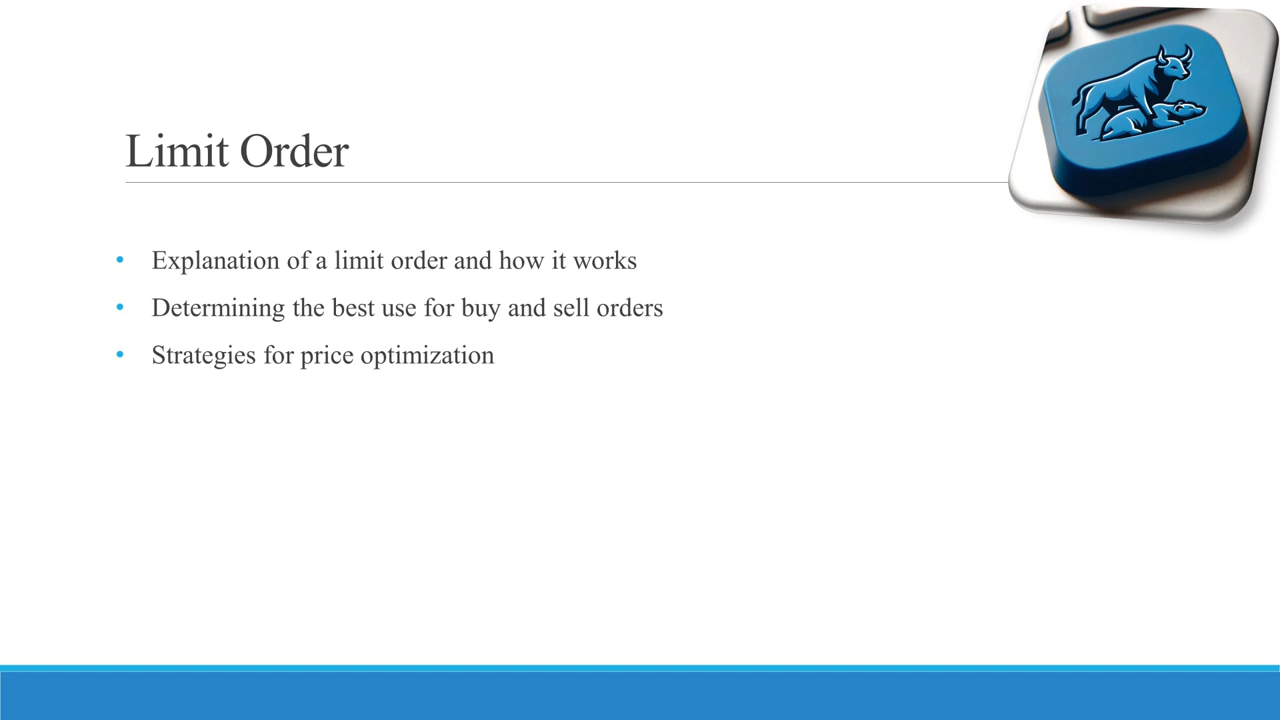 Limit Order
• Explanation of a limit order and how it works
• Determining the best use for buy and sell orders
• Strategies for price optimization